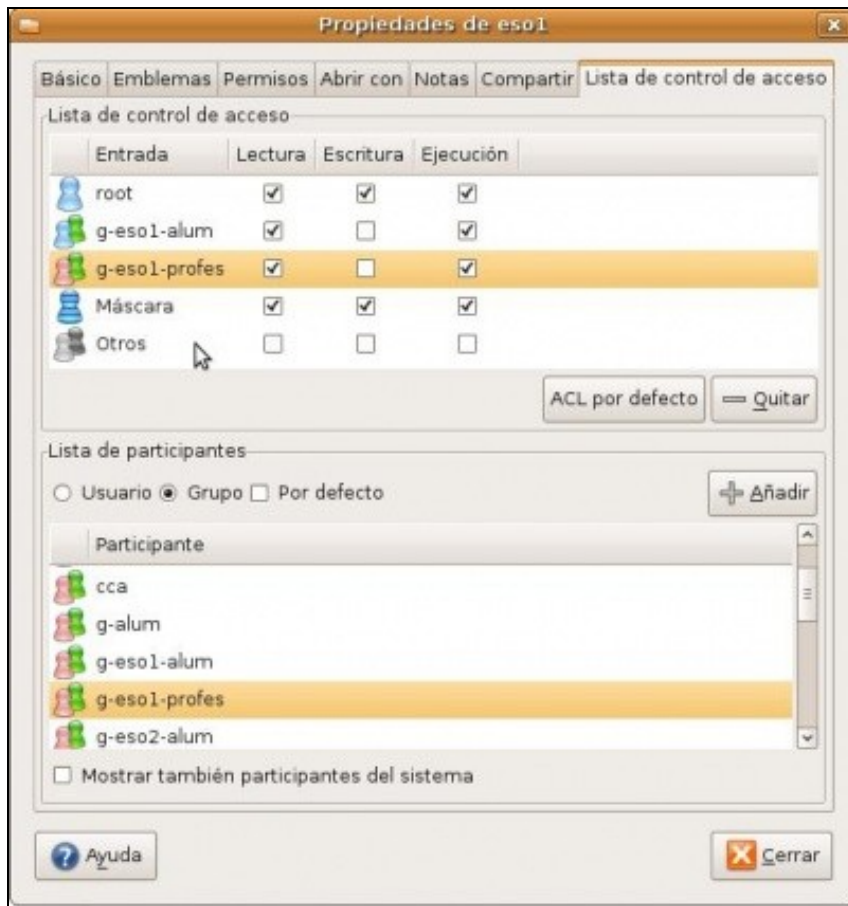 Propiedades de eso1
Básico Emblemas Permisos Abrir con Notas Compartir Lista de control de acceso
Lista de control de acceso
Entrada Lectura Escritura Ejecución
root
g-eso1-alum
g-eso1-profes
Máscara
Otros
ACL por defecto Quitar
Lista de participantes
Usuario Grupo Por defecto Añadir
Participante
cca
g-alum
g-eso1-alum
g-eso1-profes
g-eso2-alum
Mostrar también participantes del sistema
Ayuda Cerrar